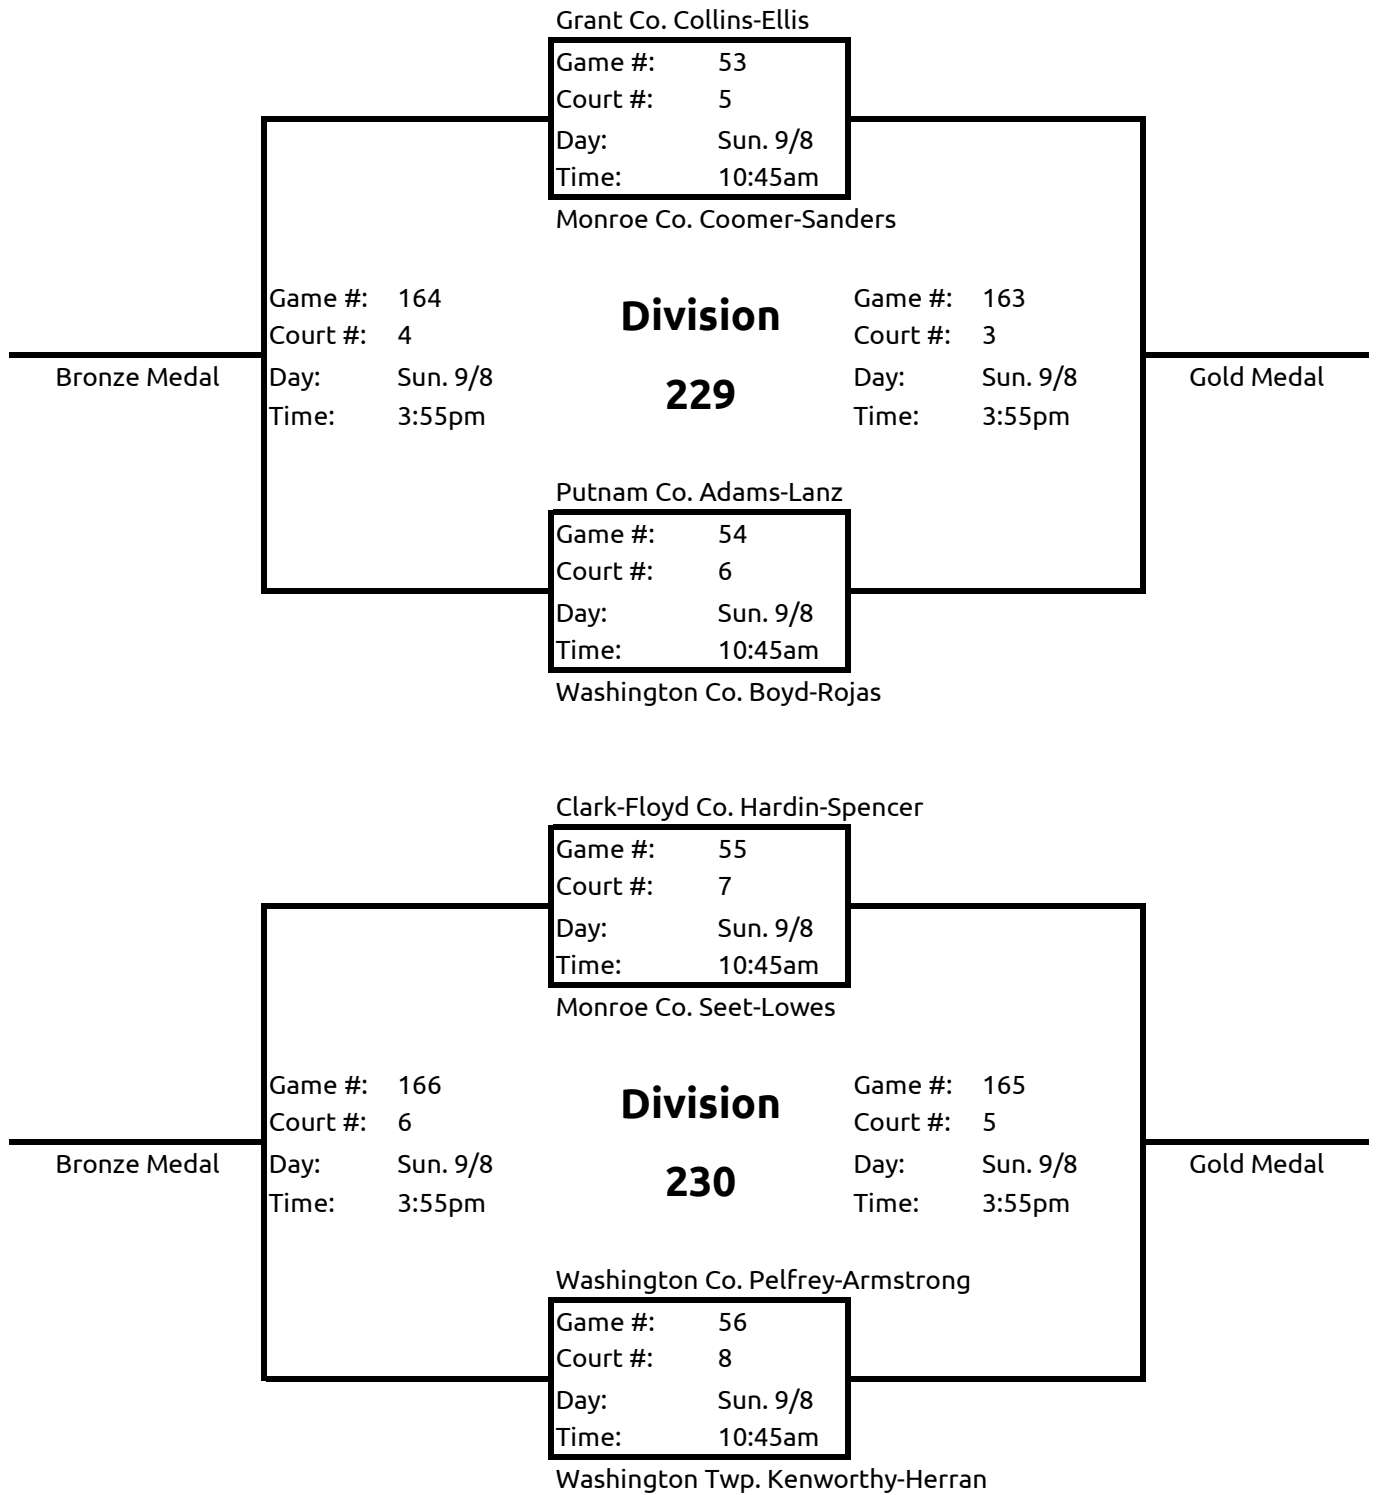 Grant Co. Collins-Ellis
Game #: 53
Court #: 5
Day: Sun. 9/8
Time: 10:45am
Monroe Co. Coomer-Sanders
Game #: 164
Court #: 4
Day: Sun. 9/8
Time: 3:55pm
Bronze Medal
Division
229
Game #: 163
Court #: 3
Day: Sun. 9/8
Time: 3:55pm
Gold Medal
Putnam Co. Adams-Lanz
Game #: 54
Court #: 6
Day: Sun. 9/8
Time: 10:45am
Washington Co. Boyd-Rojas
Clark-Floyd Co. Hardin-Spencer
Game #: 55
Court #: 7
Day: Sun. 9/8
Time: 10:45am
Monroe Co. Seet-Lowes
Game #: 166
Court #: 6
Day: Sun. 9/8
Time: 3:55pm
Bronze Medal
Division
230
Game #: 165
Court #: 5
Day: Sun. 9/8
Time: 3:55pm
Gold Medal
Washington Co. Pelfrey-Armstrong
Game #: 56
Court #: 8
Day: Sun. 9/8
Time: 10:45am
Washington Twp. Kenworthy-Herran